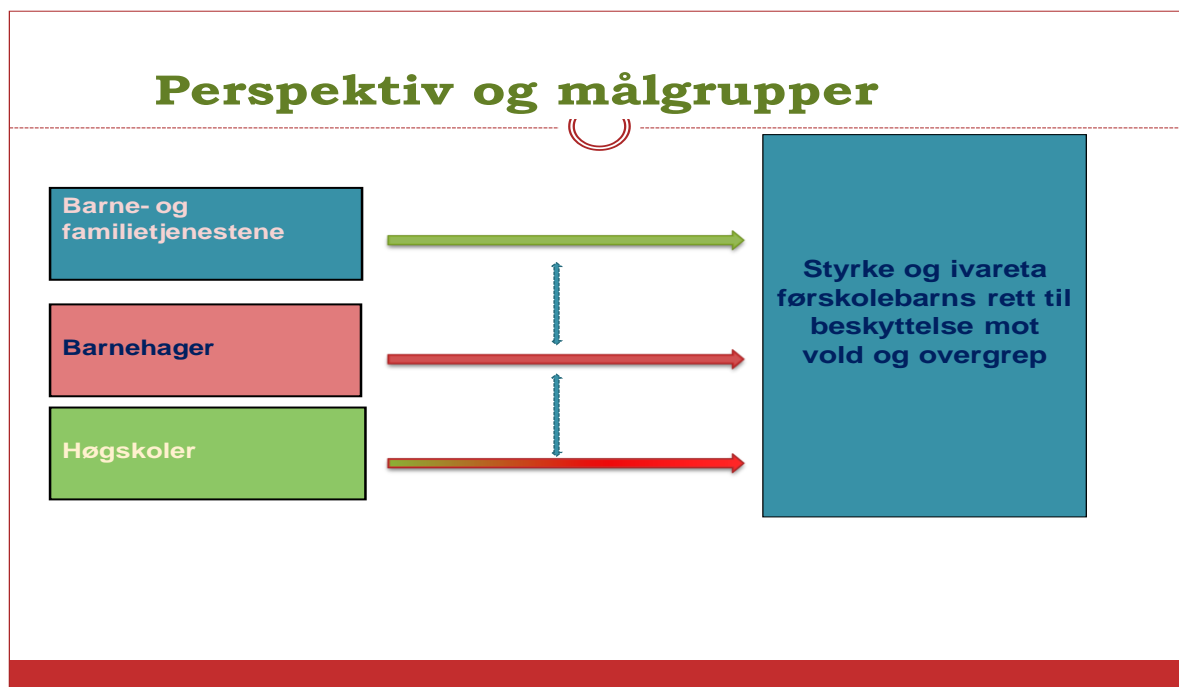 Perspektiv og målgrupper
Barne- og
familietjenestene
Barnehager
Høgskoler
Styrke og ivareta
førskolebarns rett til
beskyttelse mot
vold og overgrep